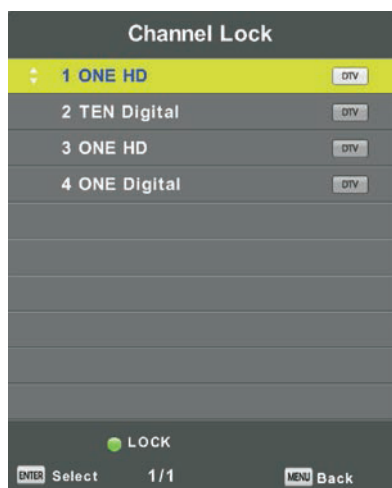 Channel Lock
1 ONE HD DTV
2 TEN Digital DTV
3 ONE HD DTV
4 ONE Digital DTV
LOCK
ENTER Select 1/1 MENU Back